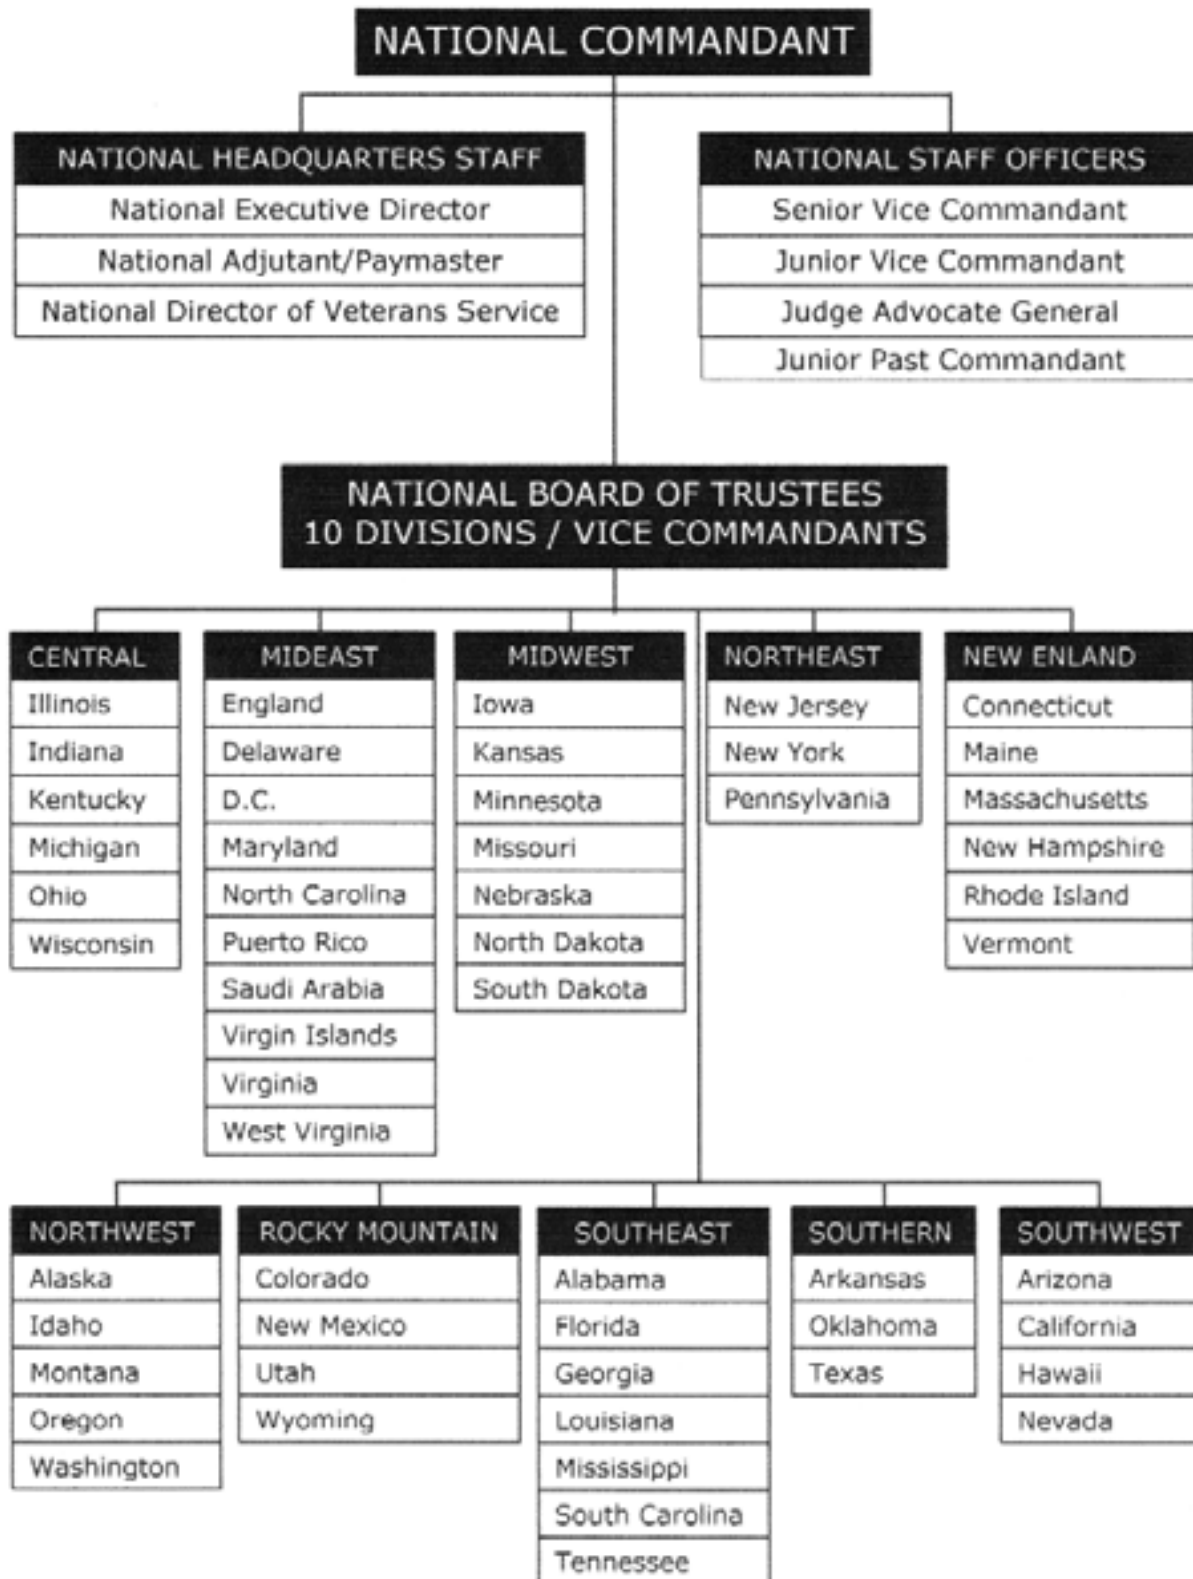 NATIONAL COMMANDANT
NATIONAL HEADQUARTERS STAFF
National Executive Director
National Adjutant/Paymaster
National Director of Veterans Service
NATIONAL STAFF OFFICERS
Senior Vice Commandant
Junior Vice Commandant
Judge Advocate General
Junior Past Commandant
NATIONAL BOARD OF TRUSTEES
10 DIVISIONS / VICE COMMANDANTS
CENTRAL
Illinois
Indiana
Kentucky
Michigan
Ohio
Wisconsin
MIDEAST
England
Delaware
D.C.
Maryland
North Carolina
Puerto Rico
Saudi Arabia
Virgin Islands
Virginia
West Virginia
MIDWEST
Iowa
Kansas
Minnesota
Missouri
Nebraska
North Dakota
South Dakota
NORTHEAST
New Jersey
New York
Pennsylvania
NEW ENLAND
Connecticut
Maine
Massachusetts
New Hampshire
Rhode Island
Vermont
NORTHWEST
Alaska
Idaho
Montana
Oregon
Washington
ROCKY MOUNTAIN
Colorado
New Mexico
Utah
Wyoming
SOUTHEAST
Alabama
Florida
Georgia
Louisiana
Mississippi
South Carolina
Tennessee
SOUTHERN
Arkansas
Oklahoma
Texas
SOUTHWEST
Arizona
California
Hawaii
Nevada